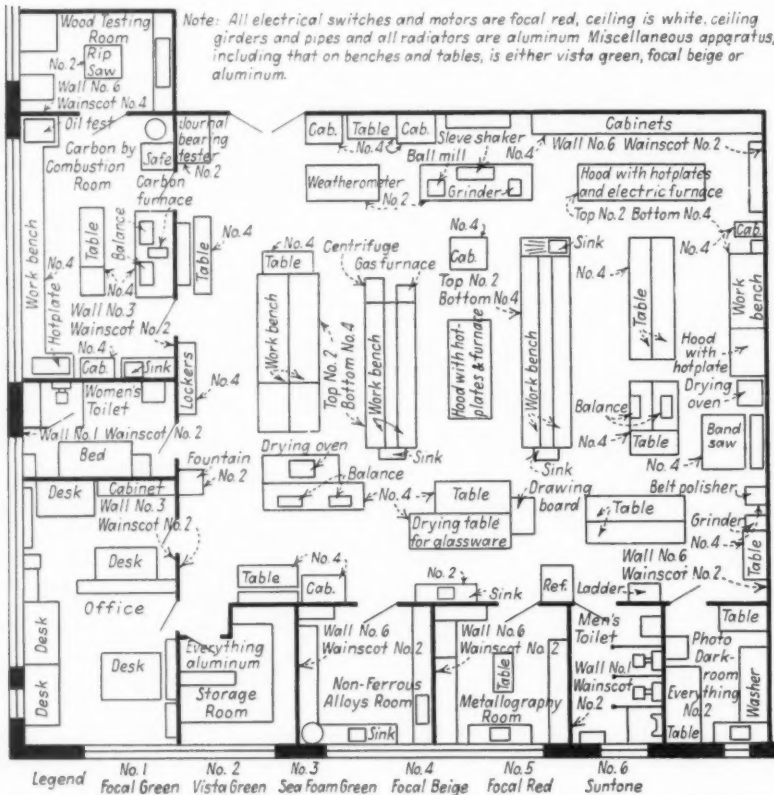 Note: All electrical switches and motors are focal red, ceiling is white. ceiling
girders and pipes and all radiators are aluminum Miscellaneous apparatus,
including that on benches and tables, is either vista green, focal beige or
aluminum.
Wood Testing
Room
No.2
Rip
Saw
Wall No.6
Wainscot No.4
Oil test
Carbon by
Combustion
Room
Safe
Journal
bearing
tester
No.2
Carbon
furnace
Work bench
No.4
Hotplate
Table
Balance
No.4
Table
No.4
Wall No.3
Wainscot No.2
No.4
Cab.
Sink
Lockers
No.4
Women's
Toilet
Wall No.1 Wainscot No.2
Bed
Fountain
No.2
Desk
Cabinet
Wall No.3
Wainscot
No.2
Desk
Office
Desk
Desk
Desk
Everything
aluminum
Storage
Room
Cab.
Table
Cab.
No.4
Sieve shaker
No.4
Cabinets
Wall No.6 Wainscot No.2
Ball mill
Weatherometer
No.2
Grinder
Hood with hotplates
and electric furnace
Top No.2 Bottom No.4
No.4
Table
Centrifuge
Gas furnace
No.4
Cab.
Top No.2
Bottom No.4
Sink
No.4
No.4
Cab.
Work bench
Top No.2
Bottom No.4
Work bench
Hood with hot-
plates & furnace
Work bench
Table
Work
bench
Hood
with
hotplate
Drying
oven
Balance
No.4
Table
Band
saw
No.4
Sink
Sink
Drying oven
Balance
No.4
Table
Drying table
for glassware
Drawing
board
Table
Belt polisher
Grinder
No.4
Table
Wall No.6
Wainscot No.2
No.4
Table
Cab.
No.2
Sink
Ref.
Ladder
Wall No.6
Wainscot No.2
Non-Ferrous
Alloys Room
Sink
Wall No.6
Wainscot No.2
Table
Metallography
Room
Men's
Toilet
Wall No.1
Wainscot
No.2
Table
Photo
Dark-
room
Everything
No.2
Washer
Table
Legend
No.1 No.2 No.3 No.4 No.5 No.6
Focal Green Vista Green Sea Foam Green Focal Beige Focal Red Suntone